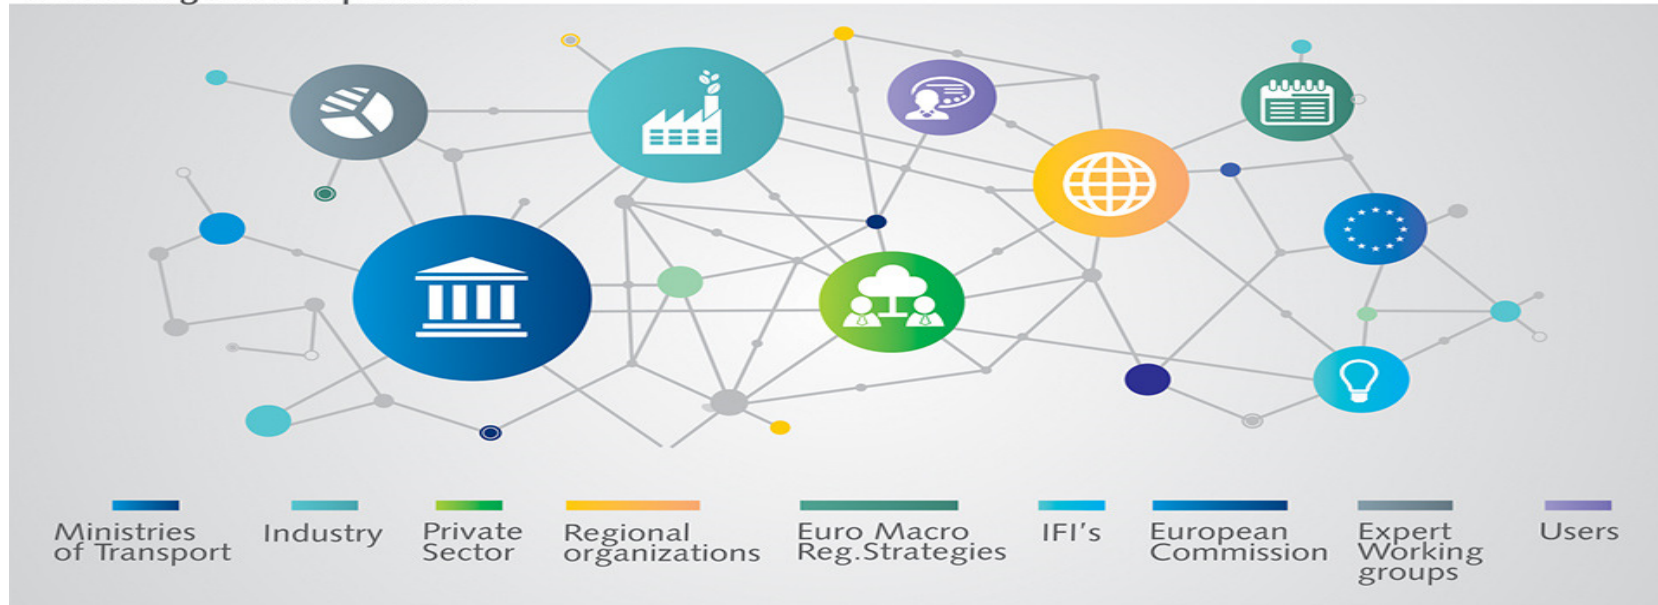 Ministries
of Transport
Industry
Private
Sector
Regional
organizations
Euro Macro
Reg.Strategies
IFI's
European
Commission
Expert
Working
groups
Users